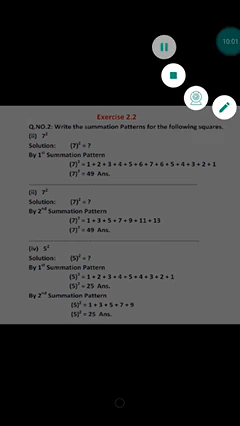 10:01
Exercise 2.2
Q.NO.2: Write the summation Patterns for the following squares.
(ii) 7²
Solution: (7)² = ?
By 1st Summation Pattern
(7)² = 1 + 2 + 3 + 4 + 5 + 6 + 7 + 6 + 5 + 4 + 3 + 2 + 1
(7)² = 49 Ans.
(ii) 7²
Solution: (7)² = ?
By 2nd Summation Pattern
(7)² = 1 + 3 + 5 + 7 + 9 + 11 + 13
(7)² = 49 Ans.
(iv) 5²
Solution: (5)² = ?
By 1st Summation Pattern
(5)² = 1 + 2 + 3 + 4 + 5 + 4 + 3 + 2 + 1
(5)² = 25 Ans.
By 2nd Summation Pattern
(5)² = 1 + 3 + 5 + 7 + 9
(5)² = 25 Ans.